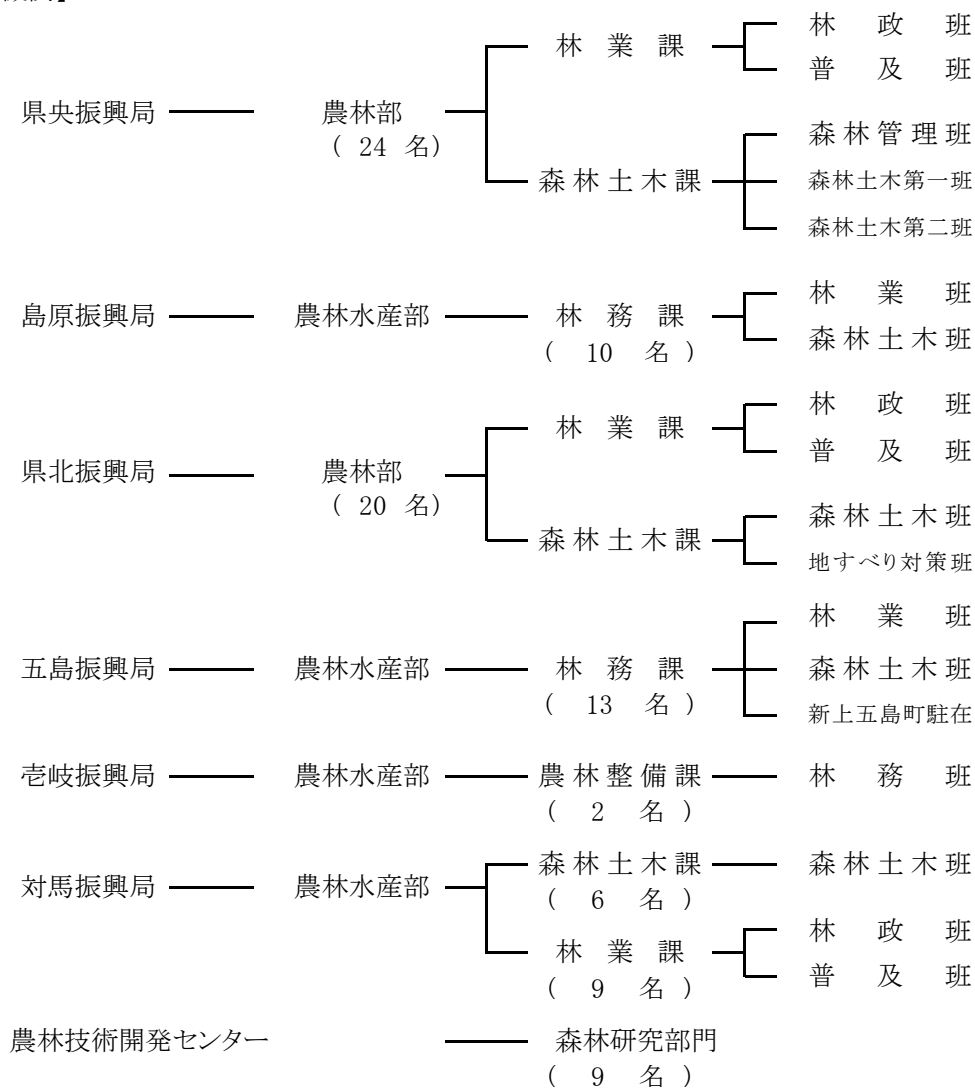 県央振興局 農林部 林業課 林政班
( 24 名) 普及班
森林土木課 森林管理班
森林土木第一班
森林土木第二班
島原振興局 農林水産部 林務課 林業班
( 10 名 ) 森林土木班
県北振興局 農林部 林業課 林政班
( 20 名) 普及班
森林土木課 森林土木班
地すべり対策班
五島振興局 農林水産部 林務課 林業班
( 13 名 ) 森林土木班
新上五島町駐在
壱岐振興局 農林水産部 農林整備課 林務班
( 2 名 )
対馬振興局 農林水産部 森林土木課 森林土木班
( 6 名 )
林業課 林政班
( 9 名 ) 普及班
農林技術開発センター 森林研究部門
( 9 名 )